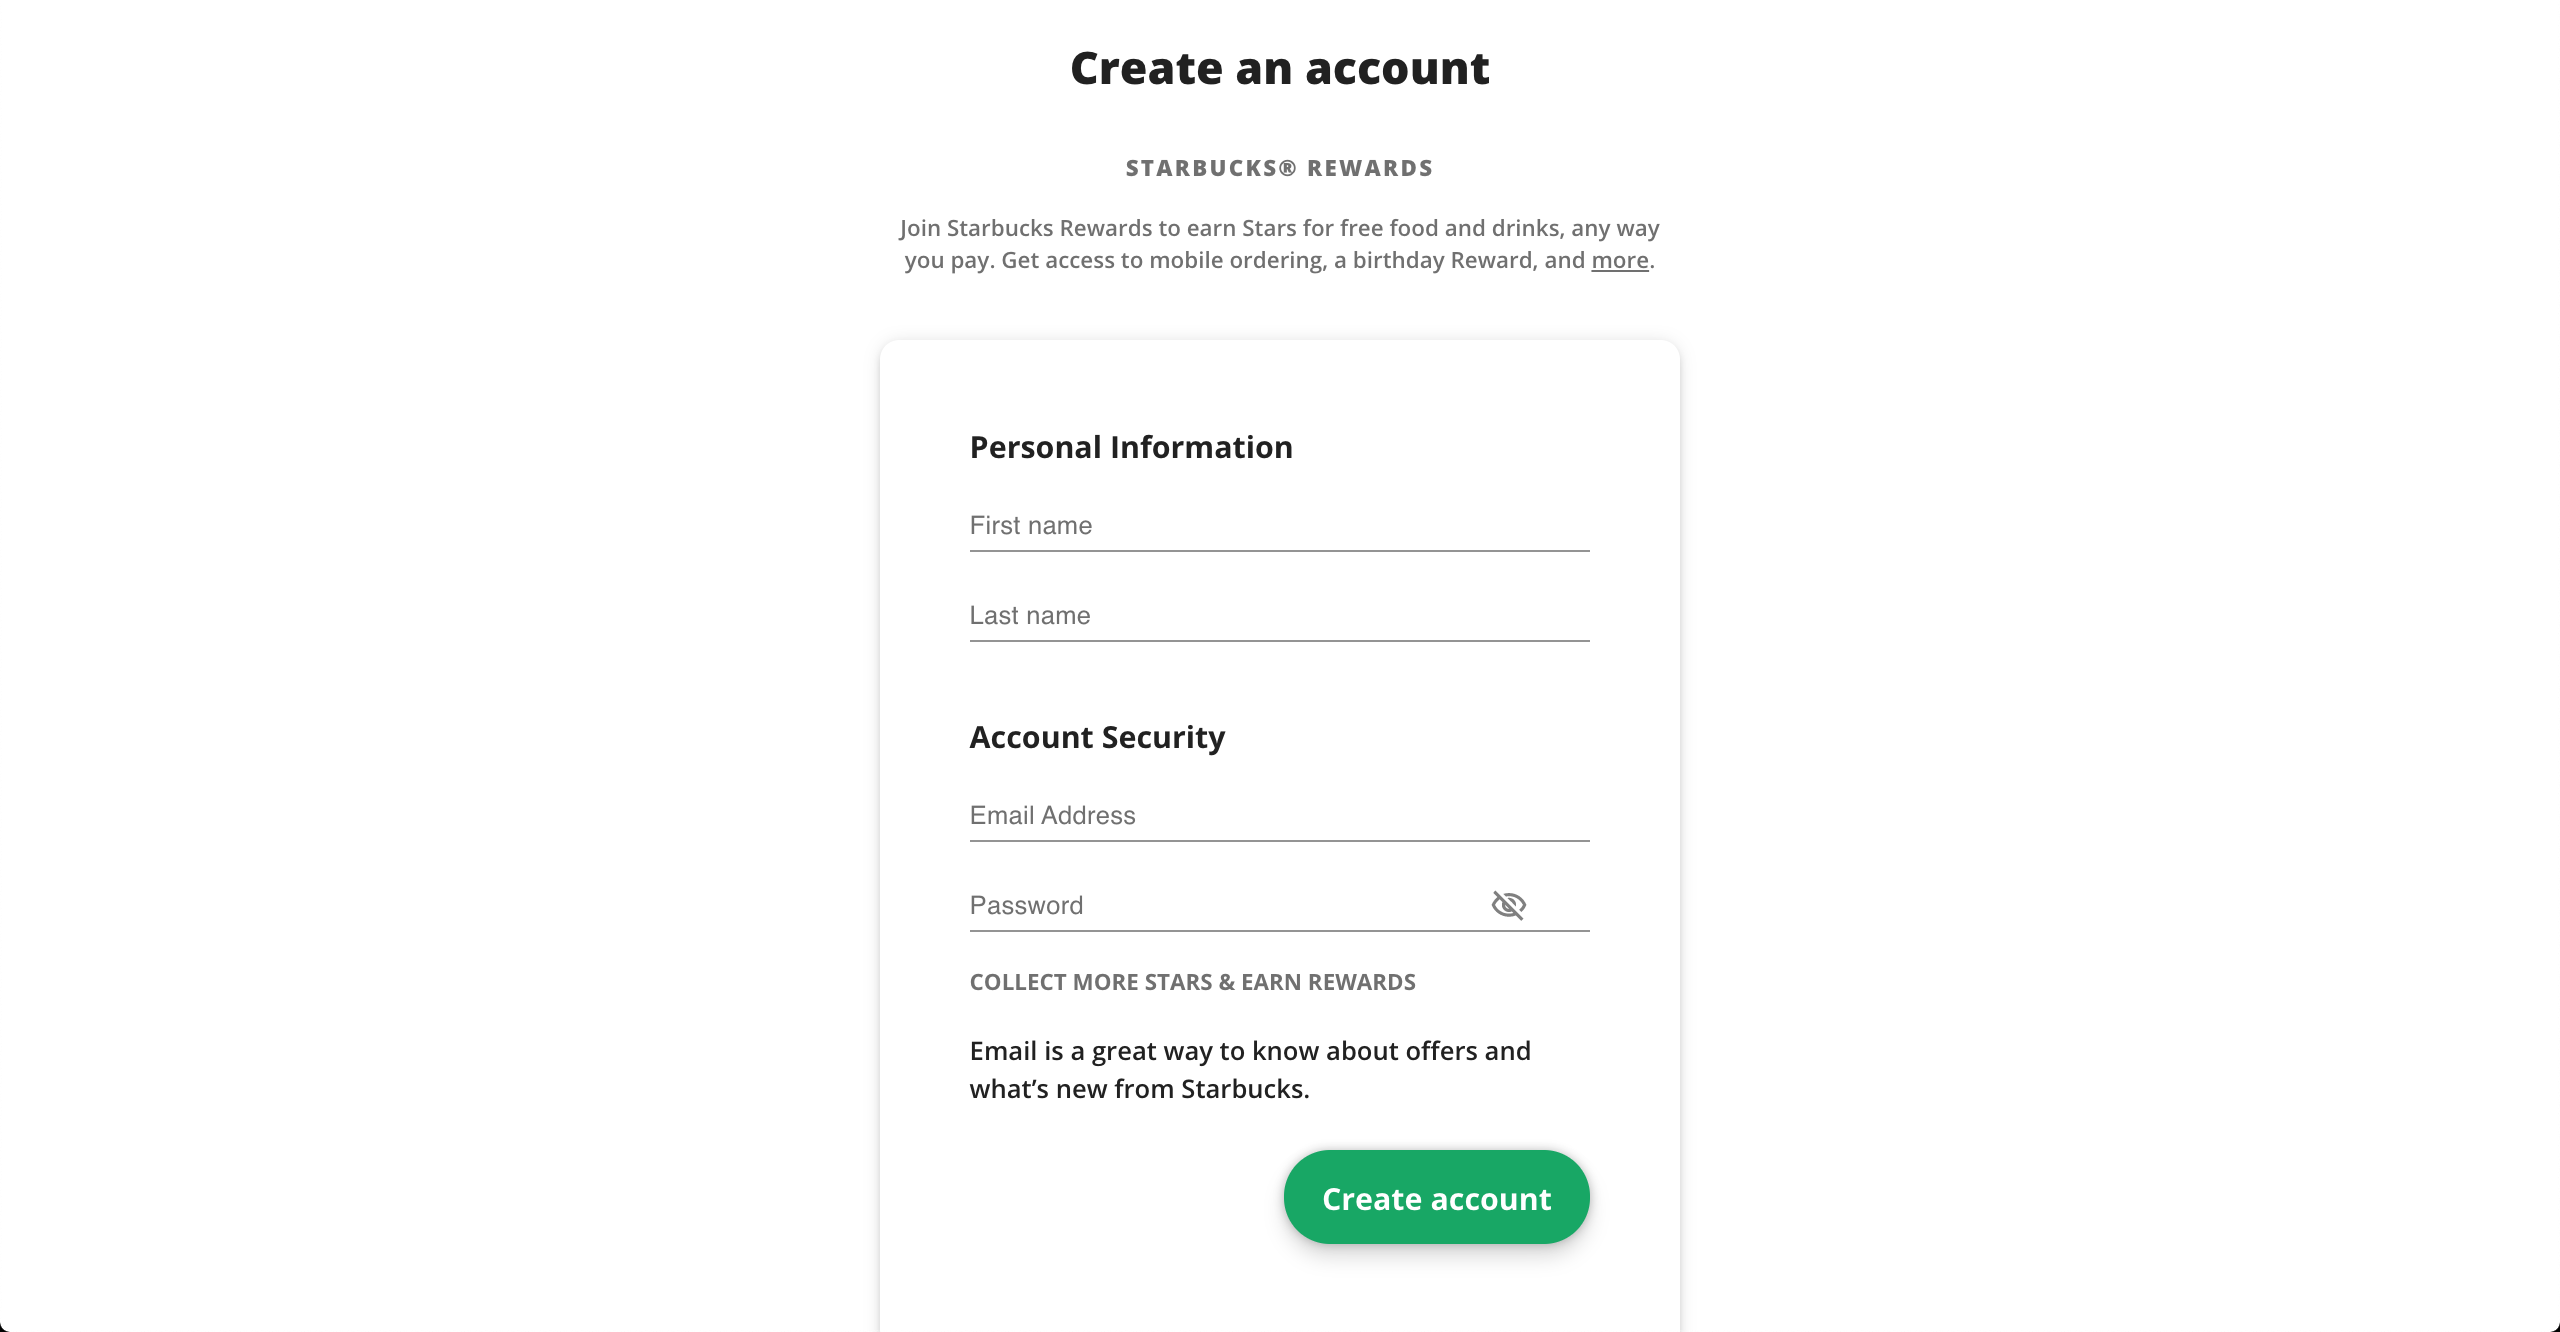 Create an account
STARBUCKS® REWARDS
Join Starbucks Rewards to earn Stars for free food and drinks, any way
you pay. Get access to mobile ordering, a birthday Reward, and more.
Personal Information
First name
Last name
Account Security
Email Address
Password
COLLECT MORE STARS & EARN REWARDS
Email is a great way to know about offers and
what’s new from Starbucks.
Create account